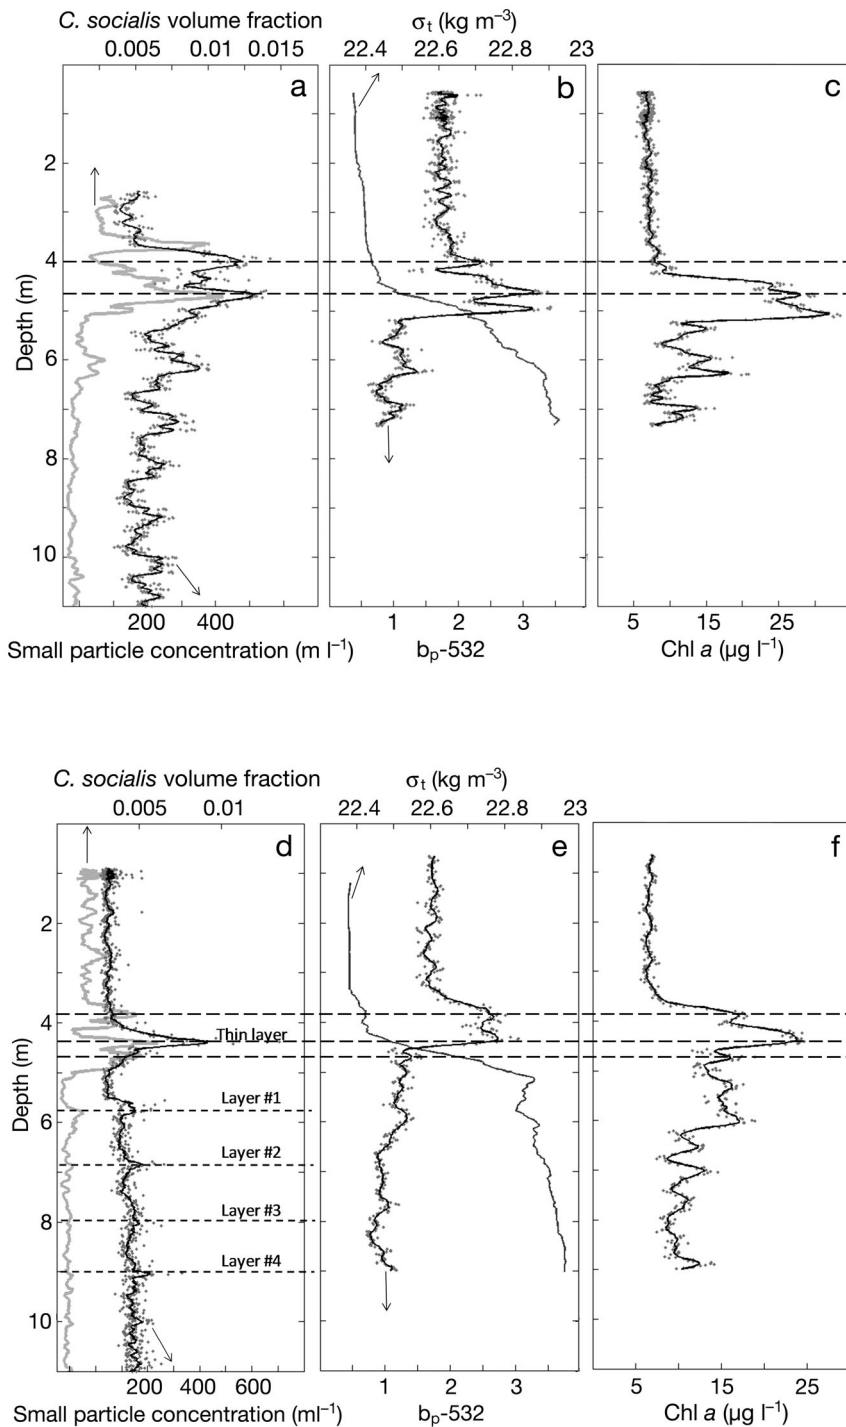 C. socialis volume fraction σt (kg m–3)
0.005 0.01 0.015 22.4 22.6 22.8 23
a b c
2
4
6
8
10
Depth (m)
200 400 1 2 3 5 15 25
Small particle concentration (m l–1) bp-532 Chl a (µg l–1)
C. socialis volume fraction σt (kg m–3)
0.005 0.01 22.4 22.6 22.8 23
d e f
2
4
Thin layer
Layer #1
6
Layer #2
8
Layer #3
Layer #4
10
Depth (m)
200 400 600 800 1 2 3 5 15 25
Small particle concentration (ml–1) bp-532 Chl a (µg l–1)